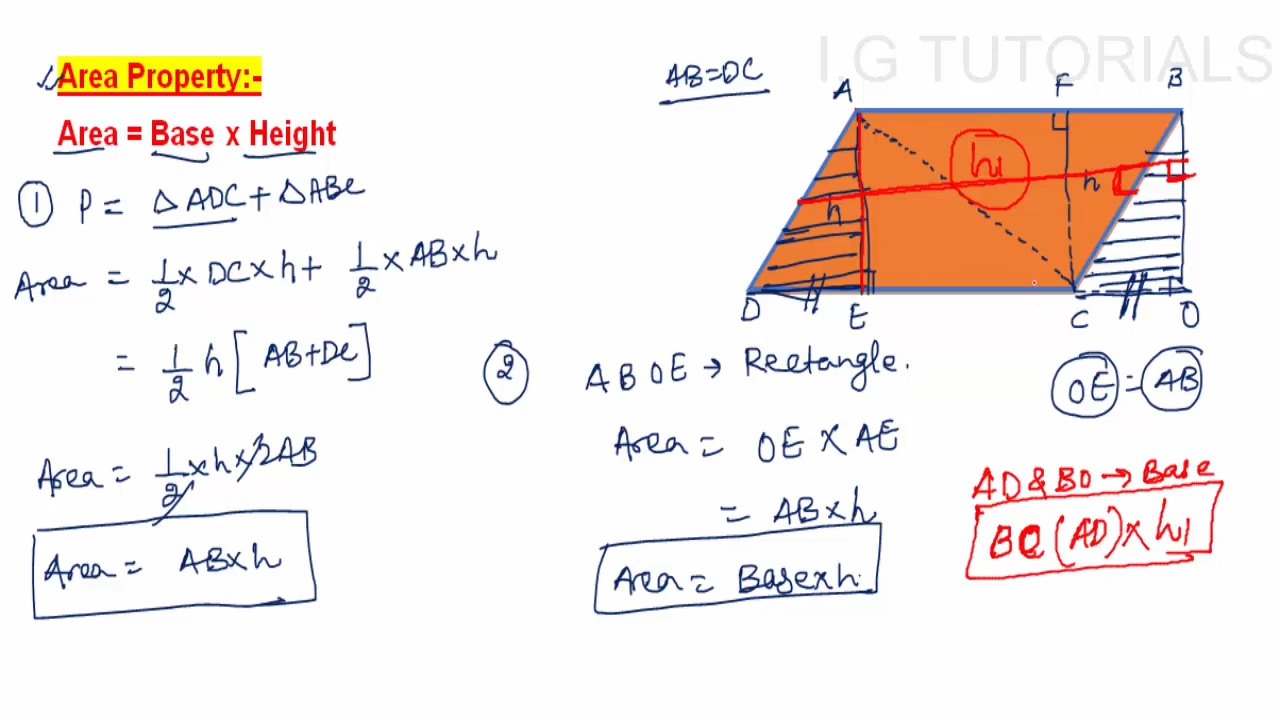 I.G TUTORIALS
Area Property:-
Area = Base x Height
① P = △ADC + △ABC
Area = 1/2 × DC × h + 1/2 × AB × h
= 1/2 h [AB+DC]
Area = 1/2 × h × 2AB
Area = AB×h
AB=DC
A F B
h1
h h
D E C O
② ABOE → Rectangle.
OE = AB
Area = OE × AE
= AB×h
Area = Base×h
AD & BO → Base
BC (AD) × h1